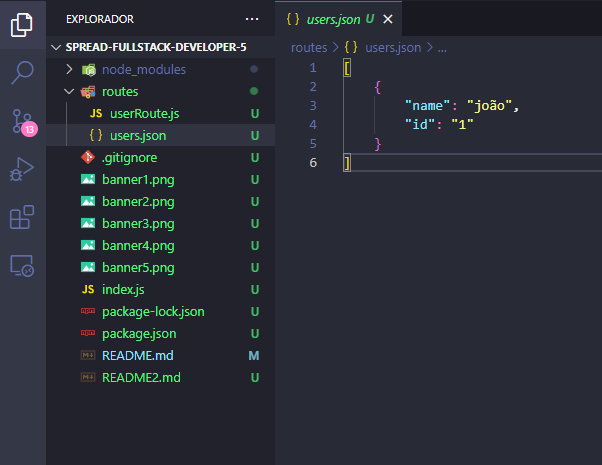 EXPLORADOR
SPREAD-FULLSTACK-DEVELOPER-5
node_modules
routes
JS userRoute.js U
{ } users.json U
.gitignore U
banner1.png U
banner2.png U
banner3.png U
banner4.png U
banner5.png U
JS index.js U
npm package-lock.json U
npm package.json U
README.md M
README2.md U
13
{ } users.json U
routes > { } users.json > ...
1 [
2 {
3 "name": "joão",
4 "id": "1"
5 }
6 ]